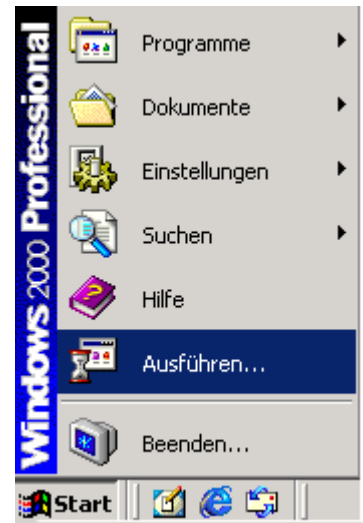 Windows 2000 Professional
Programme
Dokumente
Einstellungen
Suchen
Hilfe
Ausführen...
Beenden...
Start